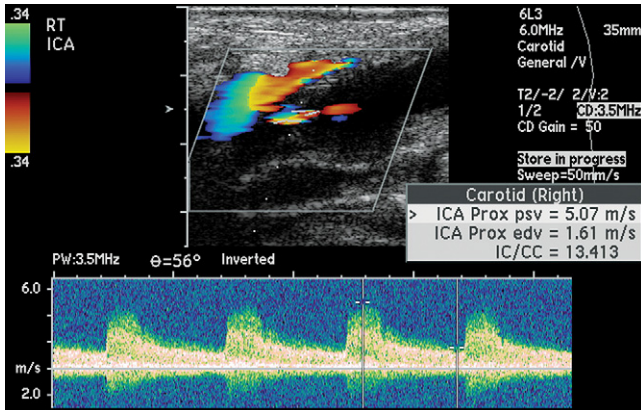 .34
RT
ICA
.34
6L3
6.0MHz 35mm
Carotid
General /V
T2/-2/ 2/V:2
1/2 CD:3.5MHz
CD Gain = 50
Store in progress
Sweep=50mm/s
Carotid (Right)
> ICA Prox psv = 5.07 m/s
ICA Prox edv = 1.61 m/s
IC/CC = 13.413
PW:3.5MHz Θ=56° Inverted
6.0
m/s
2.0